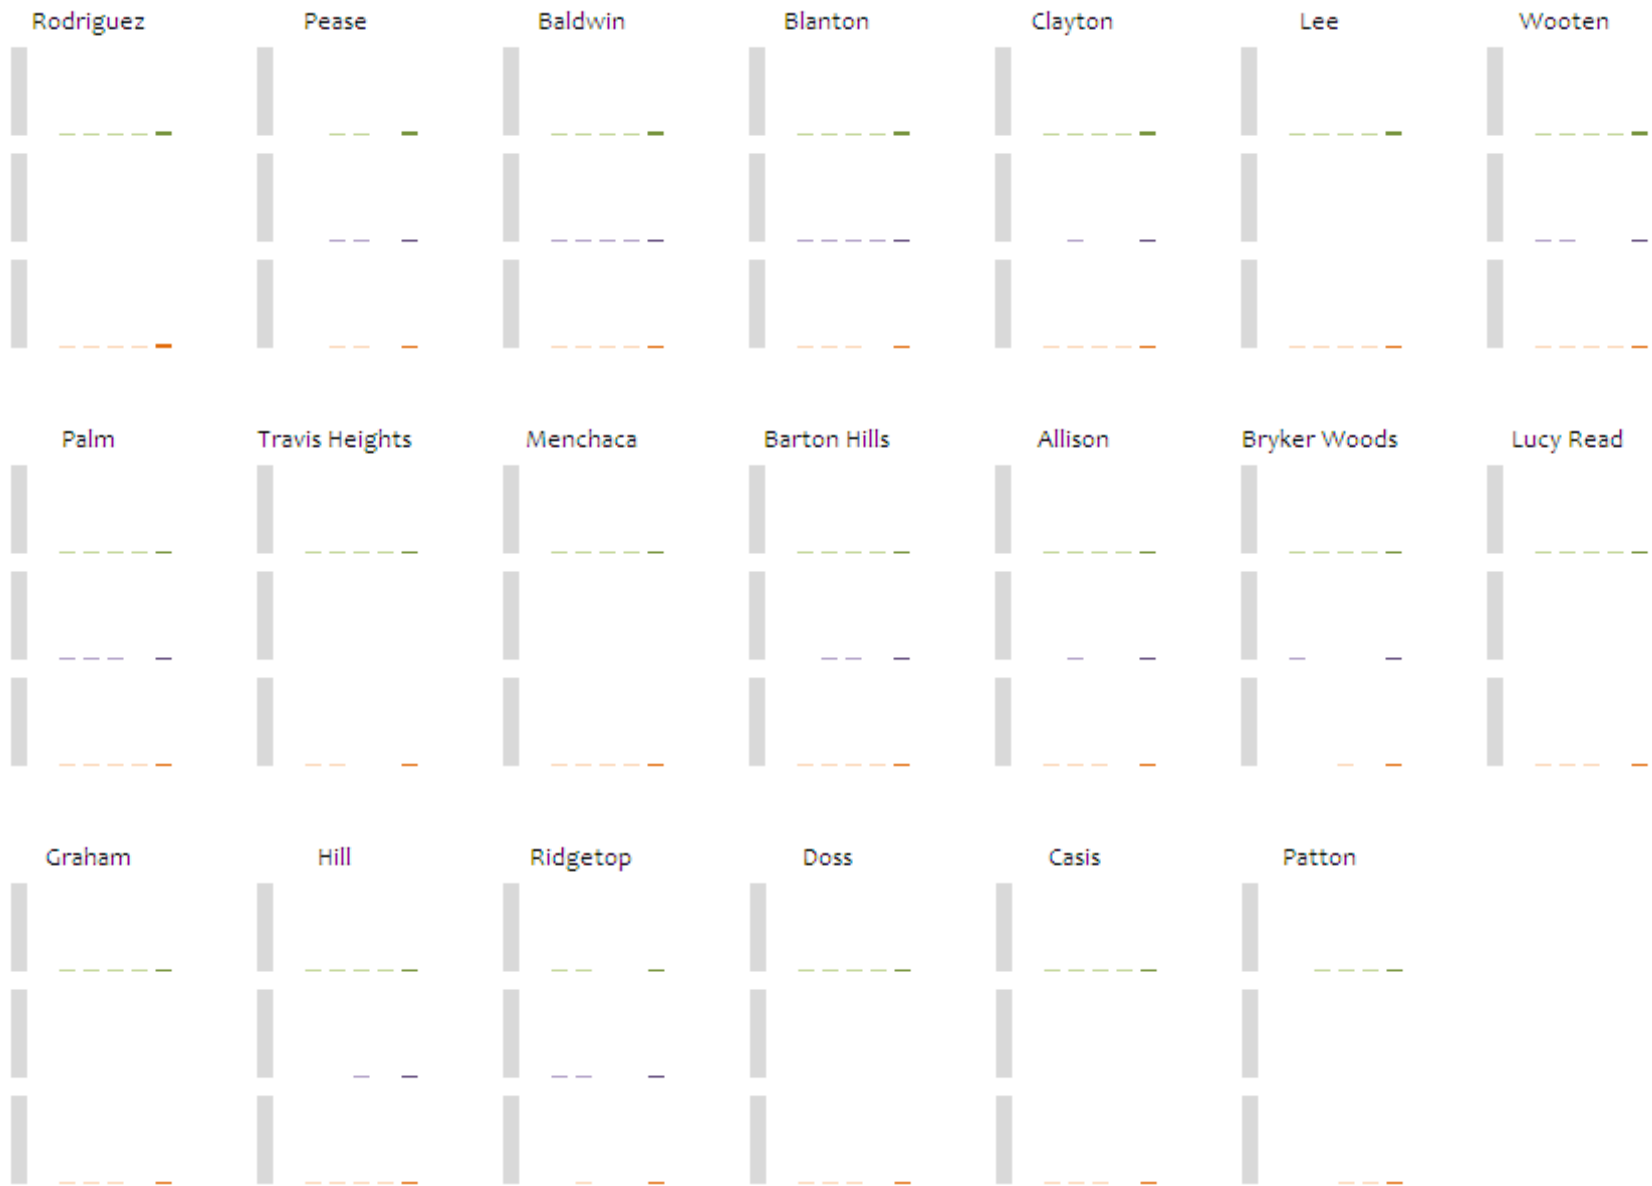 Rodriguez Pease Baldwin Blanton Clayton Lee Wooten
Palm Travis Heights Menchaca Barton Hills Allison Bryker Woods Lucy Read
Graham Hill Ridgetop Doss Casis Patton